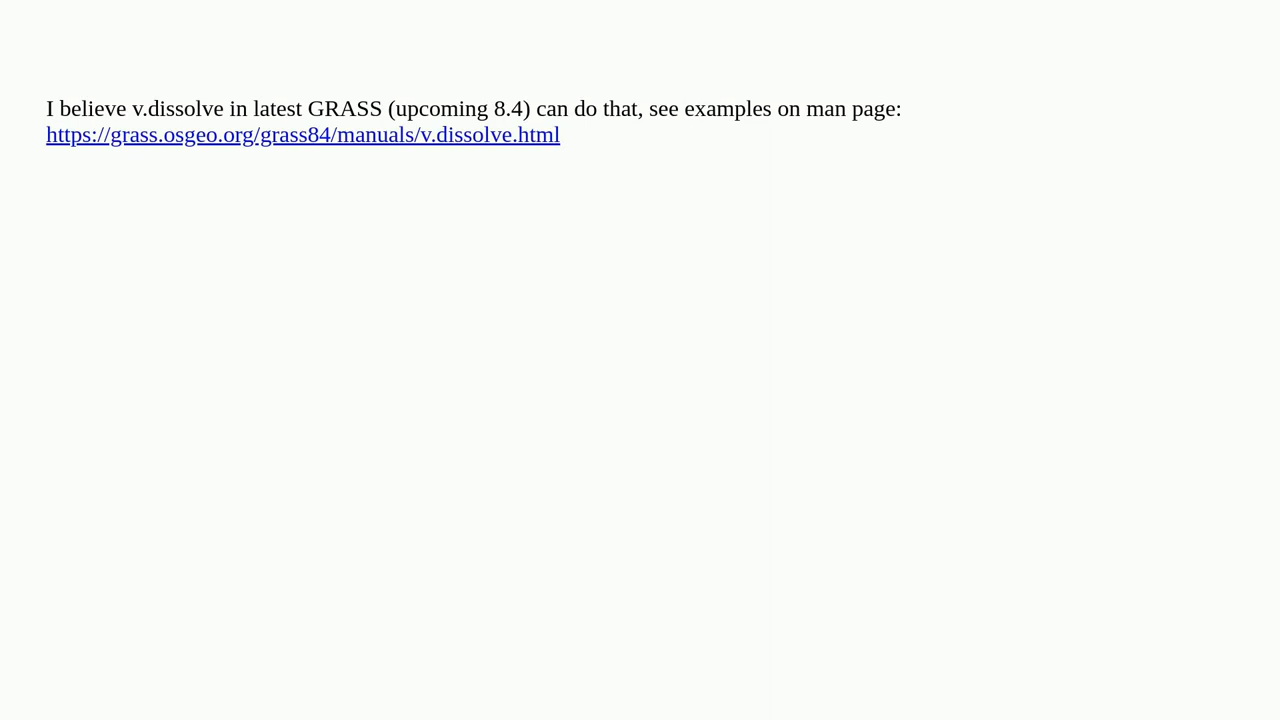 I believe v.dissolve in latest GRASS (upcoming 8.4) can do that, see examples on man page:
https://grass.osgeo.org/grass84/manuals/v.dissolve.html